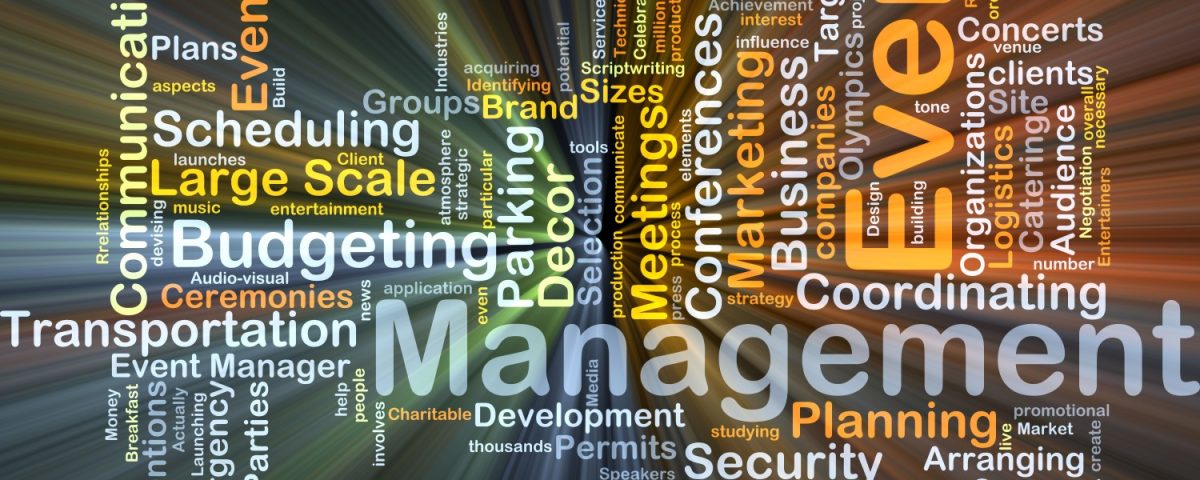 Communicati
Plans
aspects
Even
Build
Industries
acquiring
Identifying
potential
Groups
Brand
Scheduling
launches
Client
Large Scale
music
entertainment
Rrelationships
devising
atmosphere
strategic
particular
Parking
Budgeting
Audio-visual
Ceremonies
news
application
even
Transportation
Event Manager
Management
Services
Celebra
million
product
Scriptwriting
Sizes
tools
Decor
Selection
production
communicate
Meetings
process
press
elements
Conferences
Achievement
interest
influence
Targ
proj
Marketing
Business
companies
Olympics
strategy
Eve
tone
Design
building
Concerts
venue
clients
Site
Organizations
Logistics
Catering
Audience
Negotiation
overall
necessary
Entertainers
number
Coordinating
Money
Breakfast
ntions
Actually
Launching
rgency
Parties
help
people
involves
Charitable
Development
Media
thousands
Permits
Speakers
studying
Planning
Security
live
promotional
Market
create
Arranging